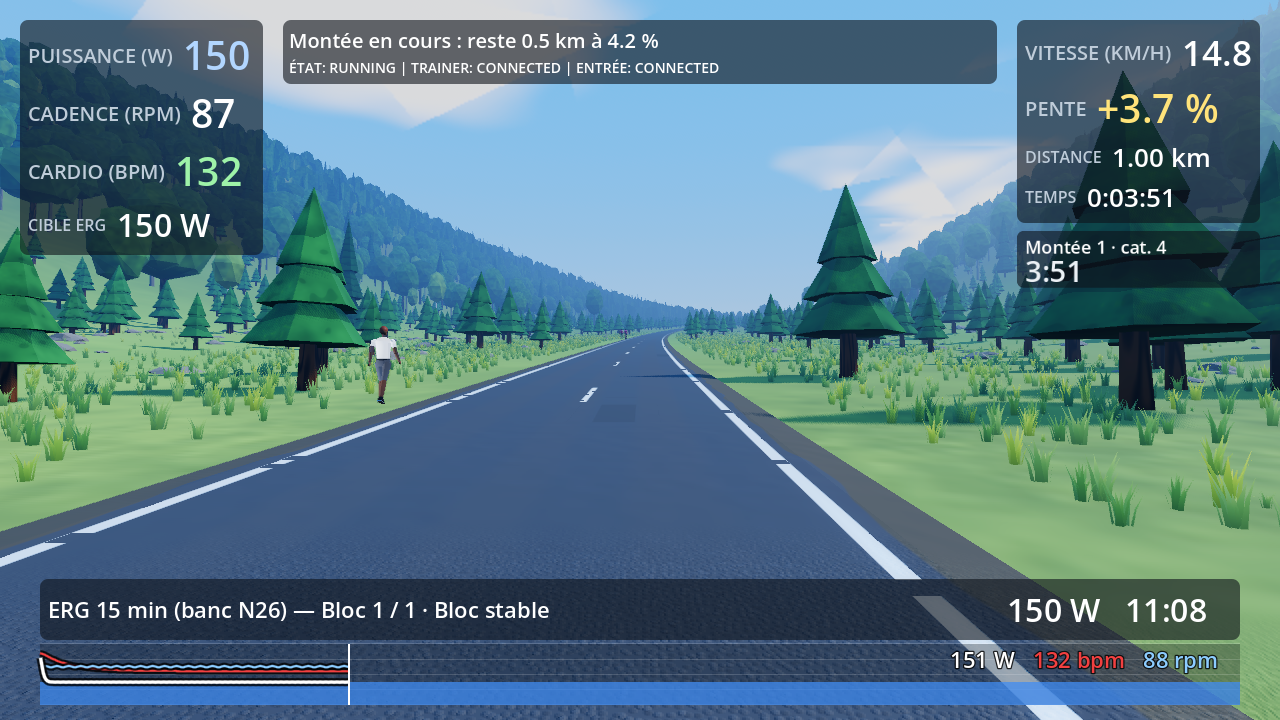 PUISSANCE (W) 150
CADENCE (RPM) 87
CARDIO (BPM) 132
CIBLE ERG 150 W
Montée en cours : reste 0.5 km à 4.2 %
ÉTAT: RUNNING | TRAINER: CONNECTED | ENTRÉE: CONNECTED
VITESSE (KM/H) 14.8
PENTE +3.7 %
DISTANCE 1.00 km
TEMPS 0:03:51
Montée 1 · cat. 4
3:51
ERG 15 min (banc N26) — Bloc 1 / 1 · Bloc stable 150 W 11:08
151 W 132 bpm 88 rpm